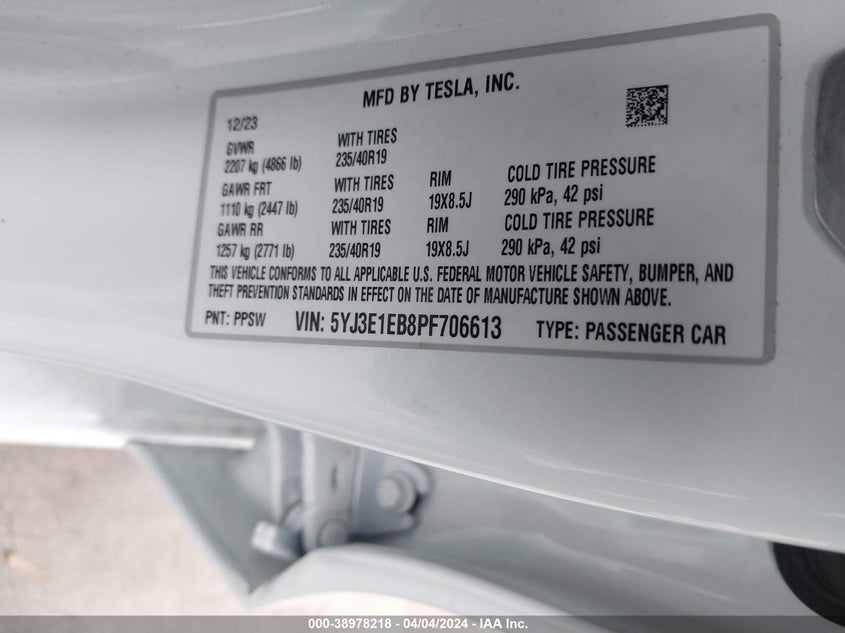 MFD BY TESLA, INC.
12/23
GVWR WITH TIRES
2207 kg (4866 lb) 235/40R19
GAWR FRT WITH TIRES RIM COLD TIRE PRESSURE
1110 kg (2447 lb) 235/40R19 19X8.5J 290 kPa, 42 psi
GAWR RR WITH TIRES RIM COLD TIRE PRESSURE
1257 kg (2771 lb) 235/40R19 19X8.5J 290 kPa, 42 psi
THIS VEHICLE CONFORMS TO ALL APPLICABLE U.S. FEDERAL MOTOR VEHICLE SAFETY, BUMPER, AND
THEFT PREVENTION STANDARDS IN EFFECT ON THE DATE OF MANUFACTURE SHOWN ABOVE.
PNT: PPSW VIN: 5YJ3E1EB8PF706613 TYPE: PASSENGER CAR
000-38978218 - 04/04/2024 - IAA Inc.